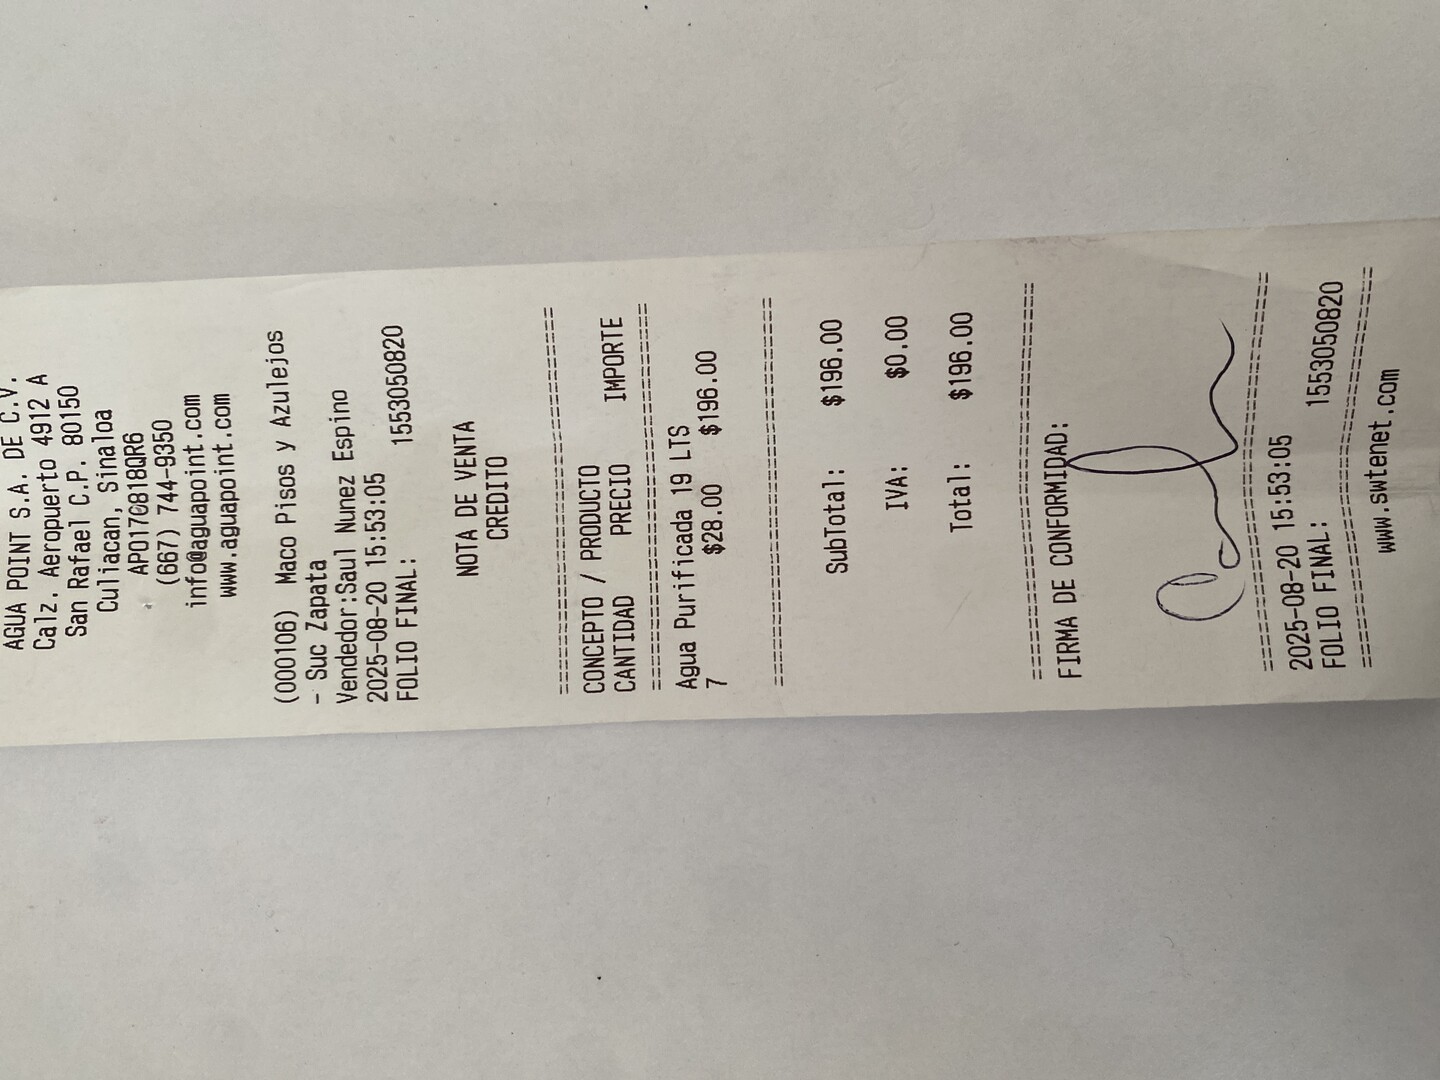 AGUA POINT S.A. DE C.V.
Calz. Aeropuerto 4912 A
San Rafael C.P. 80150
Culiacan, Sinaloa
APO170818QR6
(667) 744-9350
info@aguapoint.com
www.aguapoint.com
(000106) Maco Pisos y Azulejos
- Suc Zapata
Vendedor:Saul Nunez Espino
2025-08-20 15:53:05
FOLIO FINAL: 1553050820
NOTA DE VENTA
CREDITO
CONCEPTO / PRODUCTO
CANTIDAD PRECIO IMPORTE
Agua Purificada 19 LTS
7 $28.00 $196.00
SubTotal: $196.00
IVA: $0.00
Total: $196.00
FIRMA DE CONFORMIDAD:
2025-08-20 15:53:05
FOLIO FINAL: 1553050820
www.swtenet.com